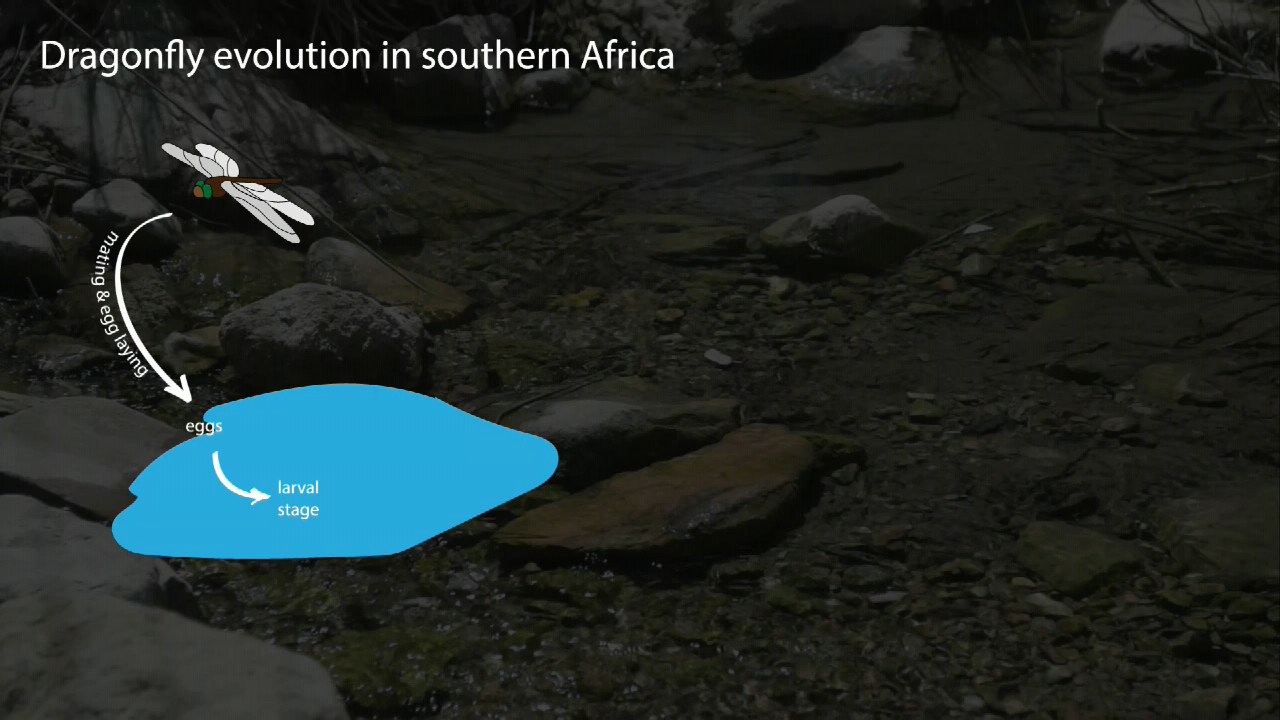 Dragonfly evolution in southern Africa
mating & egg laying
eggs
larval
stage